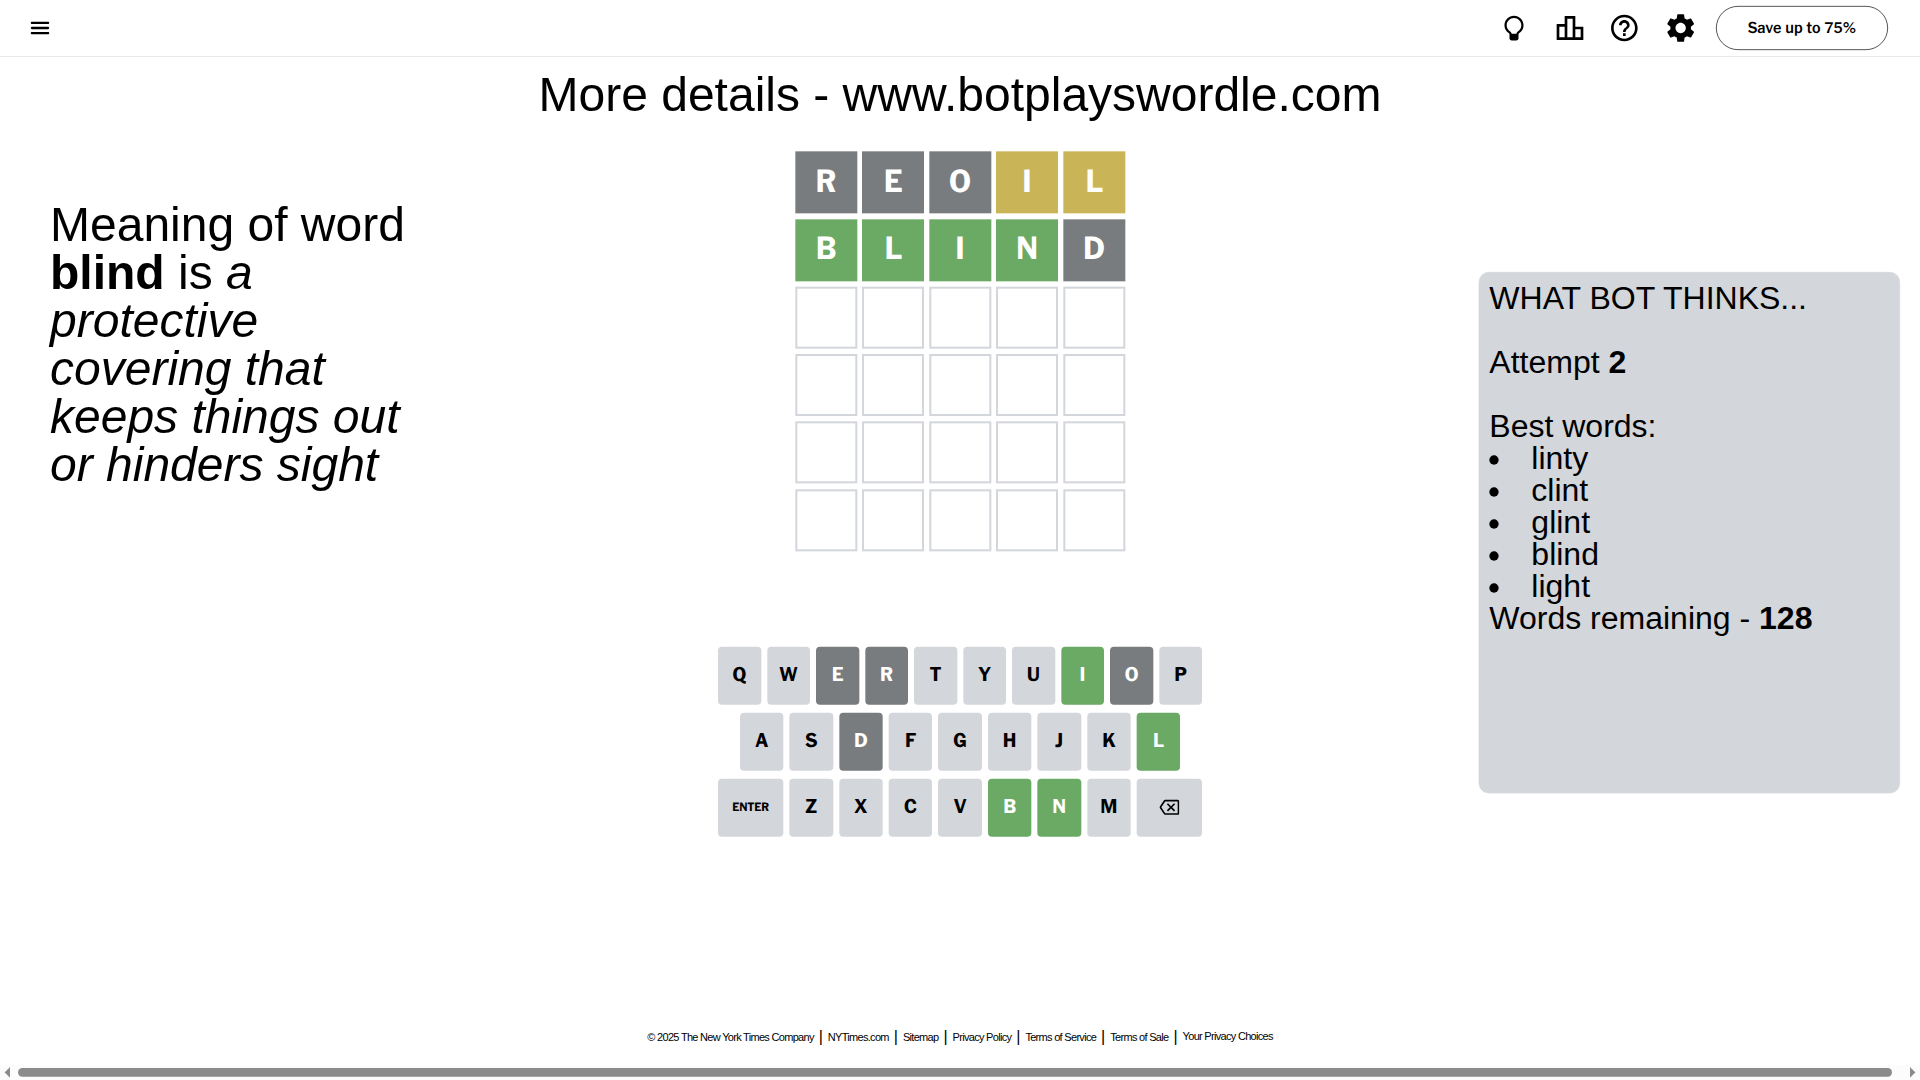 Save up to 75%
More details - www.botplayswordle.com
Meaning of word
blind is a
protective
covering that
keeps things out
or hinders sight
R E O I L
B L I N D
WHAT BOT THINKS...
Attempt 2
Best words:
• linty
• clint
• glint
• blind
• light
Words remaining - 128
Q W E R T Y U I O P
A S D F G H J K L
ENTER Z X C V B N M
© 2025 The New York Times Company | NYTimes.com | Sitemap | Privacy Policy | Terms of Service | Terms of Sale | Your Privacy Choices